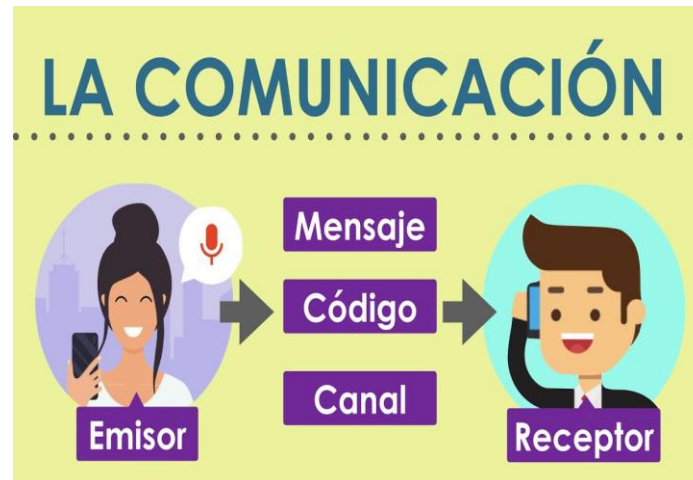 LA COMUNICACIÓN
Mensaje
Código
Canal
Emisor
Receptor